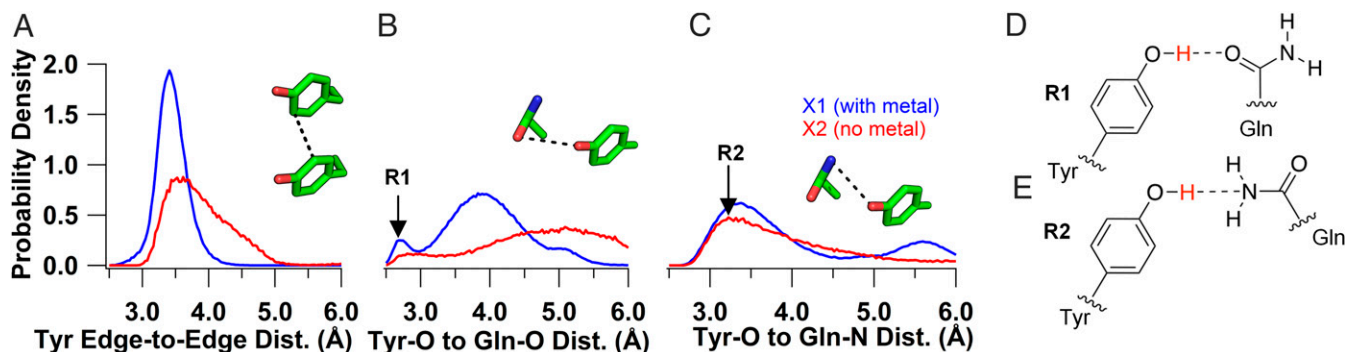 A
Probability Density
2.0
1.5
1.0
0.5
0.0
3.0 4.0 5.0 6.0
Tyr Edge-to-Edge Dist. (Å)
B
R1
3.0 4.0 5.0 6.0
Tyr-O to Gln-O Dist. (Å)
C
X1 (with metal)
X2 (no metal)
R2
3.0 4.0 5.0 6.0
Tyr-O to Gln-N Dist. (Å)
D
R1
O H O H
N H
Gln
Tyr
E
R2
O H N O
H
Gln
Tyr